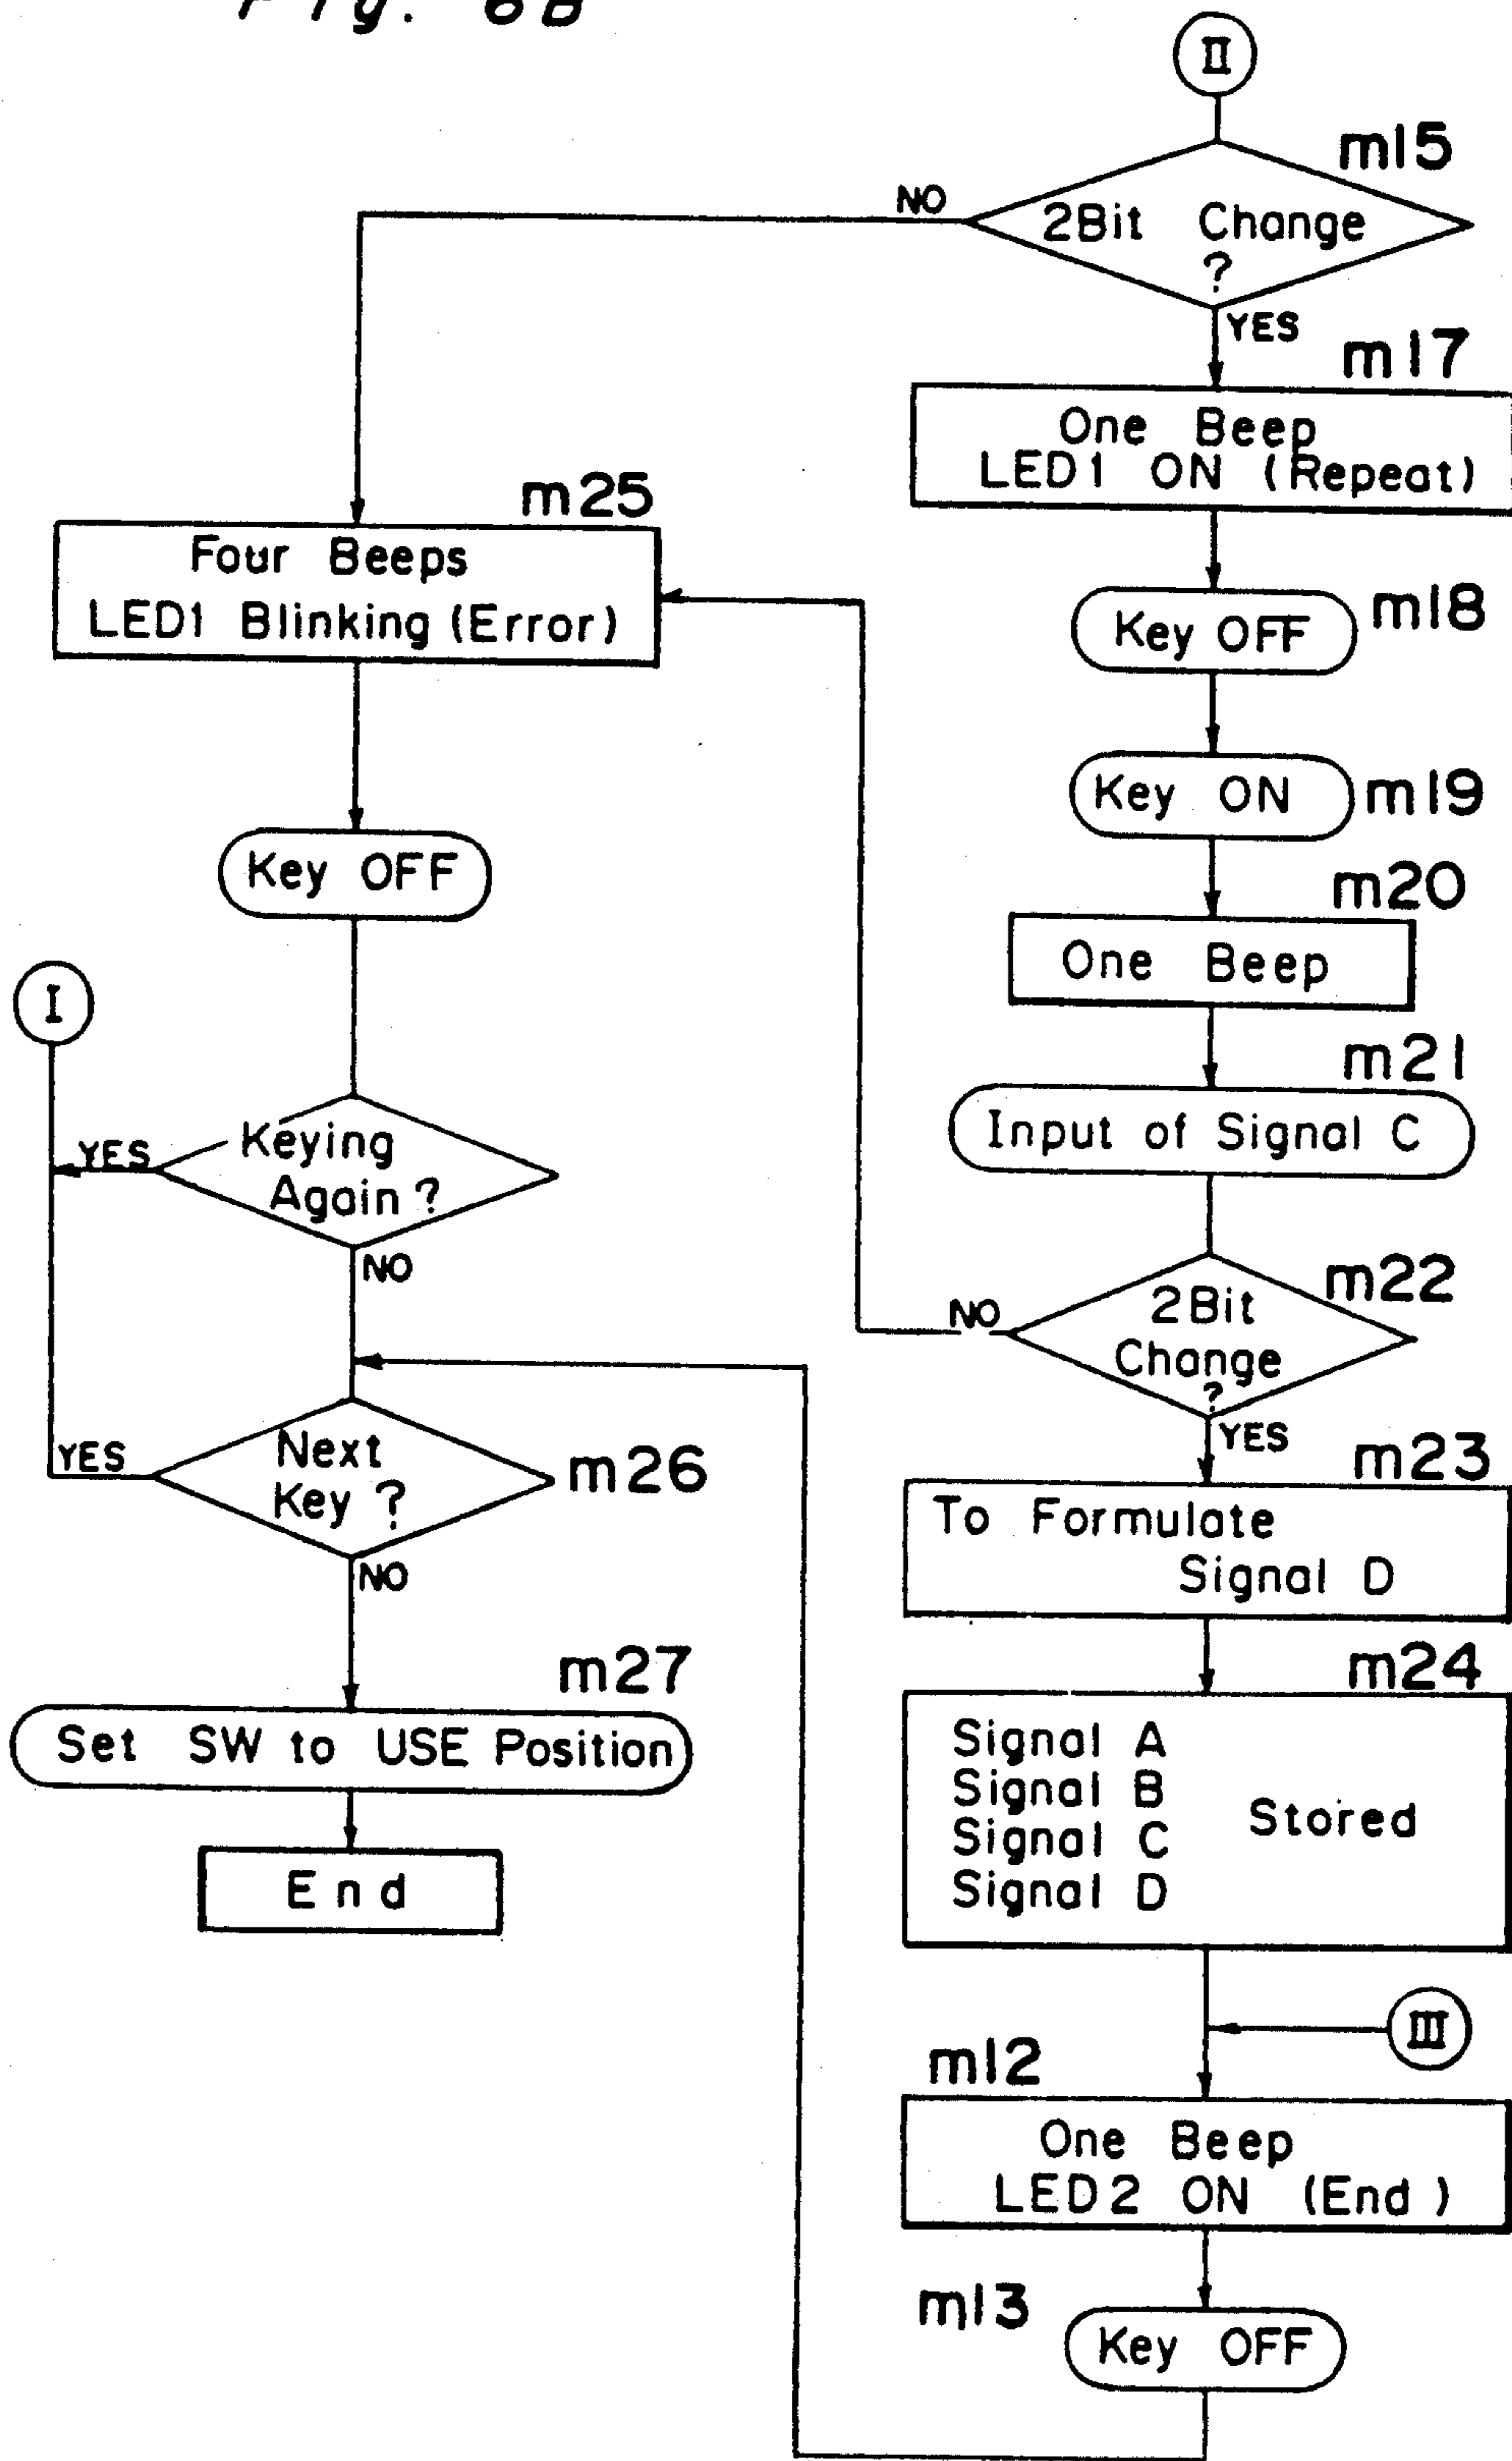 Fig. 6B
II
m15
NO
2Bit Change
?
YES
m17
One Beep
LED1 ON (Repeat)
m25
Four Beeps
LED1 Blinking (Error)
Key OFF
m18
Key ON
m19
Key OFF
m20
One Beep
I
m21
Input of Signal C
YES
Keying
Again ?
NO
m22
NO
2Bit
Change
?
YES
YES
Next
Key ?
m26
NO
m23
To Formulate
Signal D
m27
Set SW to USE Position
End
m24
Signal A
Signal B
Signal C
Signal D
Stored
III
m12
One Beep
LED2 ON (End )
m13
Key OFF